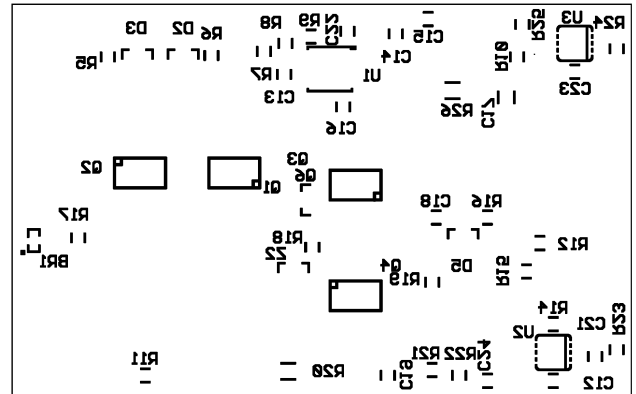 D3 D2 R6
R5
R8 R9 C22
R7 U1 C14 C15
C13
C16
R25 U3 R24
R10
C23
R26 C17
Q2 Q1 Q3
Q6
R17
BR1
C18 R16
R18
Z2
Q4
R19
D5 R15 R12
R14
U2 C21 R23
C12
R11
R20
C19 R21 R22 C24